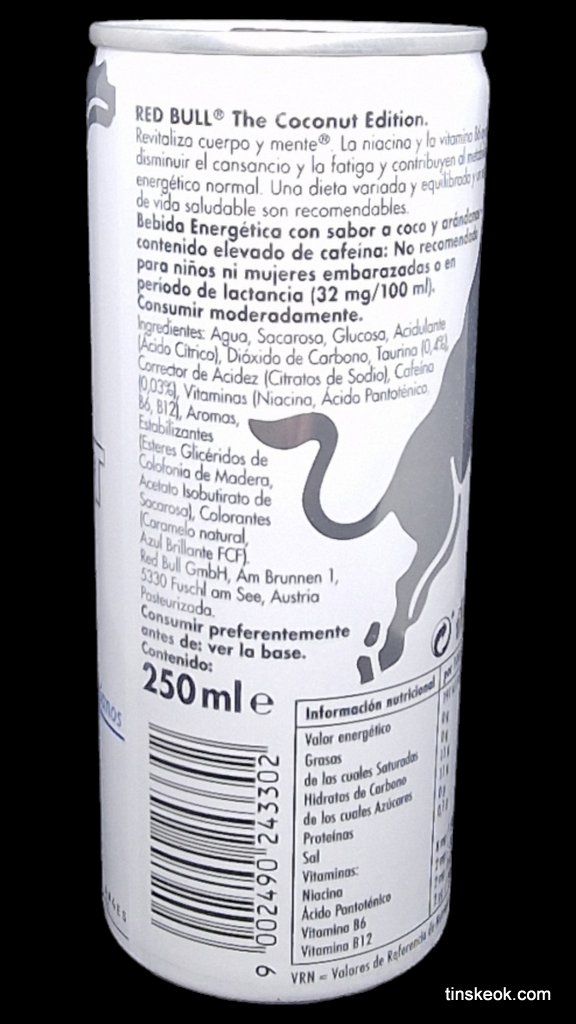 RED BULL® The Coconut Edition.
Revitaliza cuerpo y mente®. La niacina y la vitamina B6
disminuir el cansancio y la fatiga y contribuyen al
energético normal. Una dieta variada y equilibrada y
de vida saludable son recomendables.
Bebida Energética con sabor a coco y
contenido elevado de cafeína: No recomendado
para niños ni mujeres embarazadas o en
período de lactancia (32 mg/100 ml).
Consumir moderadamente.
Ingredientes: Agua, Sacarosa, Glucosa, Acidulante
(Ácido Cítrico), Dióxido de Carbono, Taurina (0,4%),
Corrector de Acidez (Citratos de Sodio), Cafeína
(0,03%), Vitaminas (Niacina, Ácido Pantoténico,
B6, B12), Aromas,
Estabilizantes
(Ésteres Glicéridos de
Colofonia de Madera,
Acetato Isobutirato de
Sacarosa), Colorantes
(Caramelo natural,
Azul Brillante FCF).
Red Bull GmbH, Am Brunnen 1,
5330 Fuschl am See, Austria
Pasteurizada.
Consumir preferentemente
antes de: ver la base.
Contenido:
250 ml e
9 002490 243302
Información nutricional
Valor energético
Grasas
de las cuales Saturadas
Hidratos de Carbono
de los cuales Azúcares
Proteínas
Sal
Vitaminas:
Niacina
Ácido Pantoténico
Vitamina B6
Vitamina B12
VRN = Valores de Referencia de
tinskeok.com